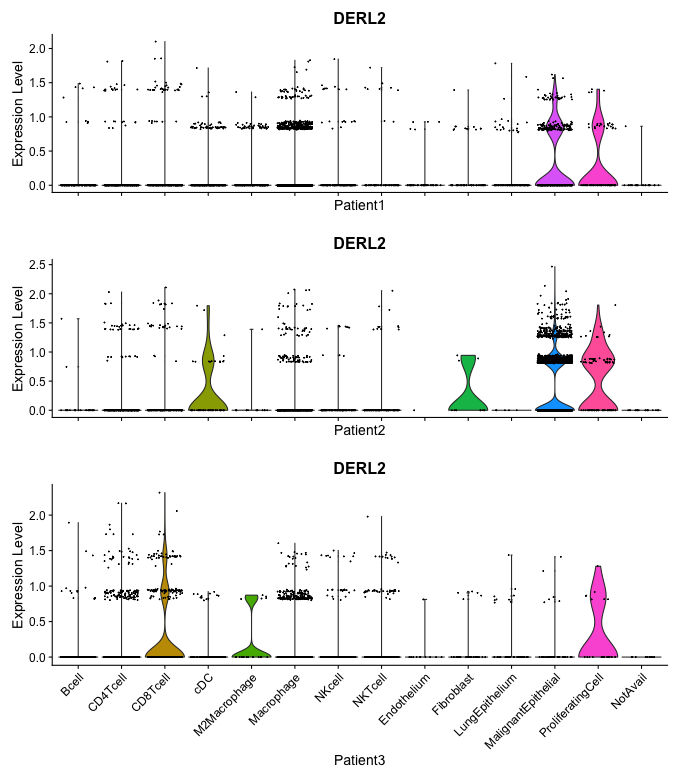 DERL2
Expression Level
2.0
1.5
1.0
0.5
0.0
Patient1
DERL2
Expression Level
2.5
2.0
1.5
1.0
0.5
0.0
Patient2
DERL2
Expression Level
2.0
1.5
1.0
0.5
0.0
Bcell
CD4Tcell
CD8Tcell
cDC
M2Macrophage
Macrophage
NKcell
NKTcell
Endothelium
Fibroblast
LungEpithelium
MalignantEpithelial
ProliferatingCell
NotAvail
Patient3